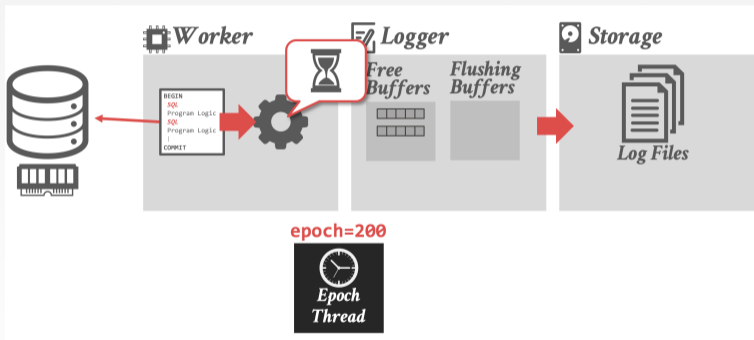 Worker
Logger
Storage
Free
Buffers
Flushing
Buffers
BEGIN
SQL
Program Logic
SQL
Program Logic
⋮
COMMIT
Log Files
epoch=200
Epoch
Thread